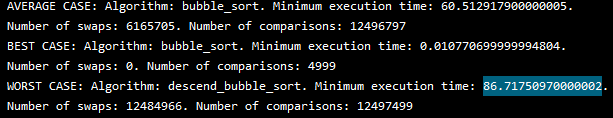 AVERAGE CASE: Algorithm: bubble_sort. Minimum execution time: 60.512917900000005.
Number of swaps: 6165705. Number of comparisons: 12496797
BEST CASE: Algorithm: bubble_sort. Minimum execution time: 0.010770699999994804.
Number of swaps: 0. Number of comparisons: 4999
WORST CASE: Algorithm: descend_bubble_sort. Minimum execution time: 86.71750970000002.
Number of swaps: 12484966. Number of comparisons: 12497499